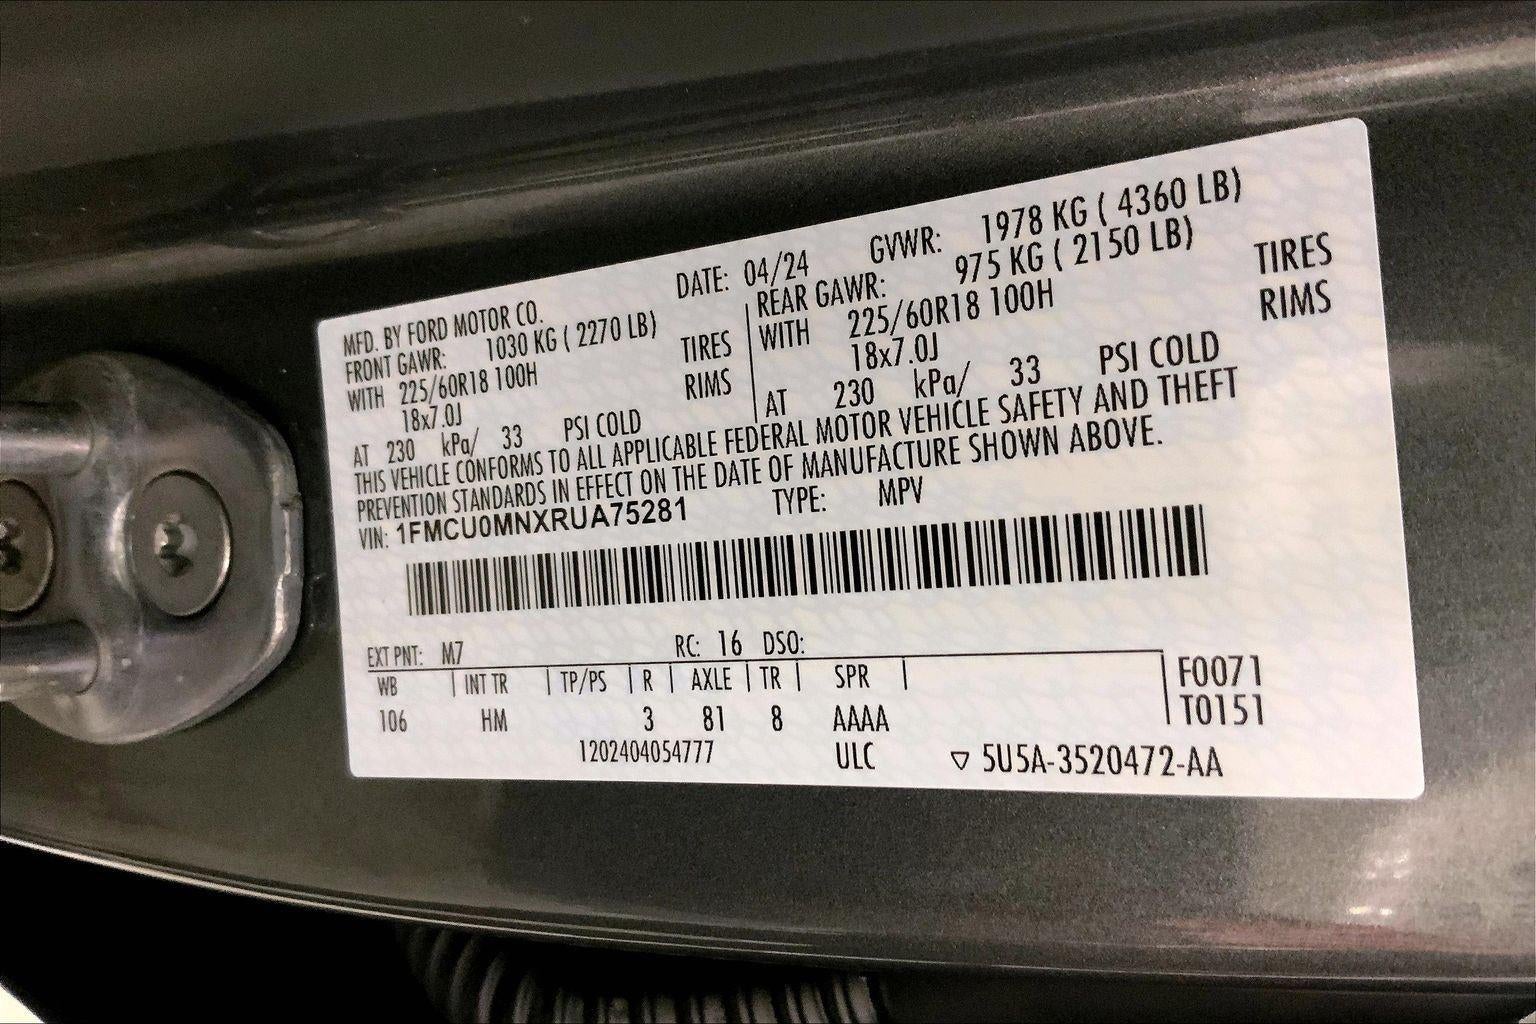 MFD. BY FORD MOTOR CO. DATE: 04/24 GVWR: 1978 KG ( 4360 LB)
FRONT GAWR: 1030 KG ( 2270 LB) REAR GAWR: 975 KG ( 2150 LB)
WITH 225/60R18 100H TIRES WITH 225/60R18 100H TIRES
18x7.0J RIMS 18x7.0J RIMS
AT 230 kPa/ 33 PSI COLD AT 230 kPa/ 33 PSI COLD
THIS VEHICLE CONFORMS TO ALL APPLICABLE FEDERAL MOTOR VEHICLE SAFETY AND THEFT
PREVENTION STANDARDS IN EFFECT ON THE DATE OF MANUFACTURE SHOWN ABOVE.
VIN: 1FMCU0MNXRUA75281 TYPE: MPV
EXT PNT: M7 RC: 16 DSO:
WB INT TR TP/PS R AXLE TR SPR F0071
106 HM 3 81 8 AAAA T0151
1202404054777 ULC ▽ 5U5A-3520472-AA